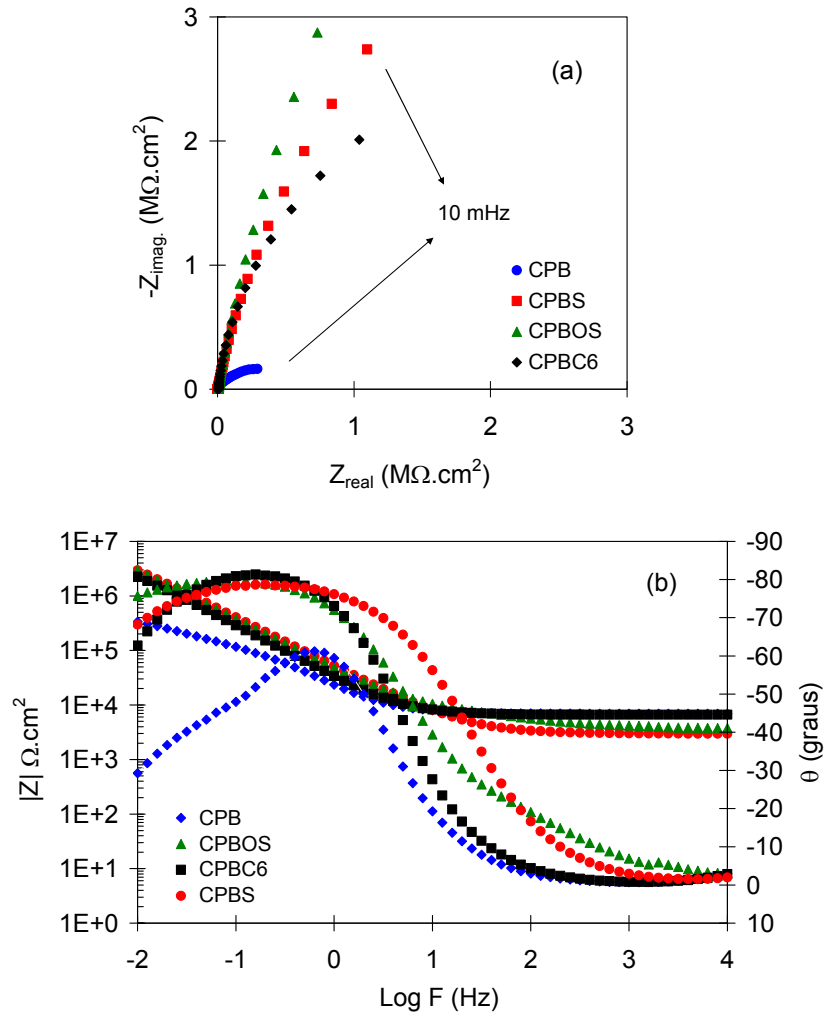 3
(a)
2
10 mHz
1
0
-Z_imag. (MΩ.cm²)
CPB
CPBS
CPBOS
CPBC6
0 1 2 3
Z_real (MΩ.cm²)
1E+7 -90
1E+6 -80
1E+5 -70
1E+4 -60
1E+3 -50
1E+2 -40
1E+1 -30
1E+0 -20
-10
0
10
(b)
|Z| Ω.cm²
θ (graus)
CPB
CPBOS
CPBC6
CPBS
-2 -1 0 1 2 3 4
Log F (Hz)